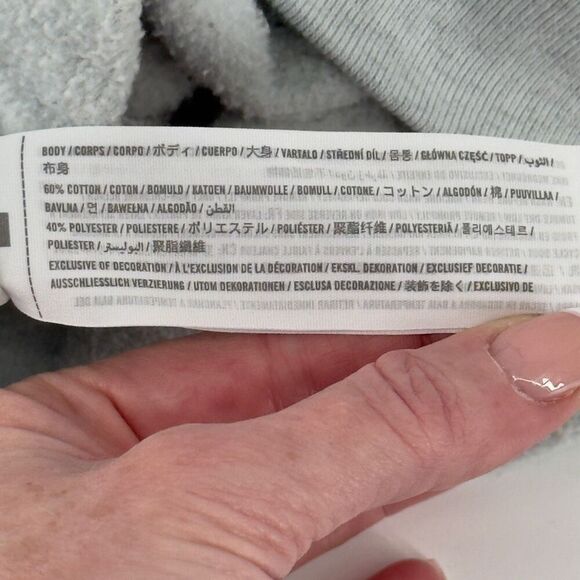 BODY / CORPS / CORPO / ボディ / CUERPO / 大身 / VARTALO / STŘEDNÍ DÍL / 몸통 / GŁÓWNA CZĘŚĆ / TOPP / الثوب /
布身
60% COTTON / COTON / BOMULD / KATOEN / BAUMWOLLE / BOMULL / COTONE / コットン / ALGODÓN / 棉 / PUUVILLAA /
BAVLNA / 면 / BAWEŁNA / ALGODÃO / القطن /
40% POLYESTER / POLIESTERE / ポリエステル / POLIÉSTER / 聚酯纤维 / POLYESTERIÄ / 폴리에스테르 /
POLIESTER / البوليستر / 聚脂纖維
EXCLUSIVE OF DECORATION / À L'EXCLUSION DE LA DÉCORATION / EKSKL. DEKORATION / EXCLUSIEF DECORATIE /
AUSSCHLIESSLICH VERZIERUNG / UTOM DEKORATIONEN / ESCLUSA DECORAZIONE / 装飾を除く / EXCLUSIVO DE